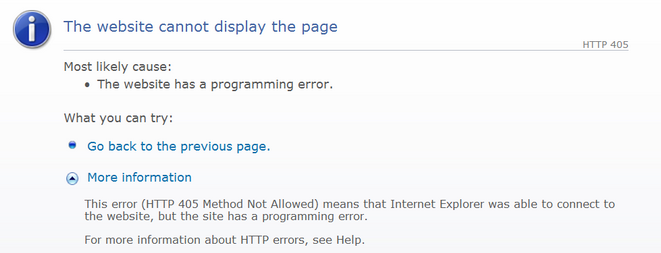 The website cannot display the page
HTTP 405
Most likely cause:
• The website has a programming error.
What you can try:
Go back to the previous page.
More information
This error (HTTP 405 Method Not Allowed) means that Internet Explorer was able to connect to
the website, but the site has a programming error.
For more information about HTTP errors, see Help.